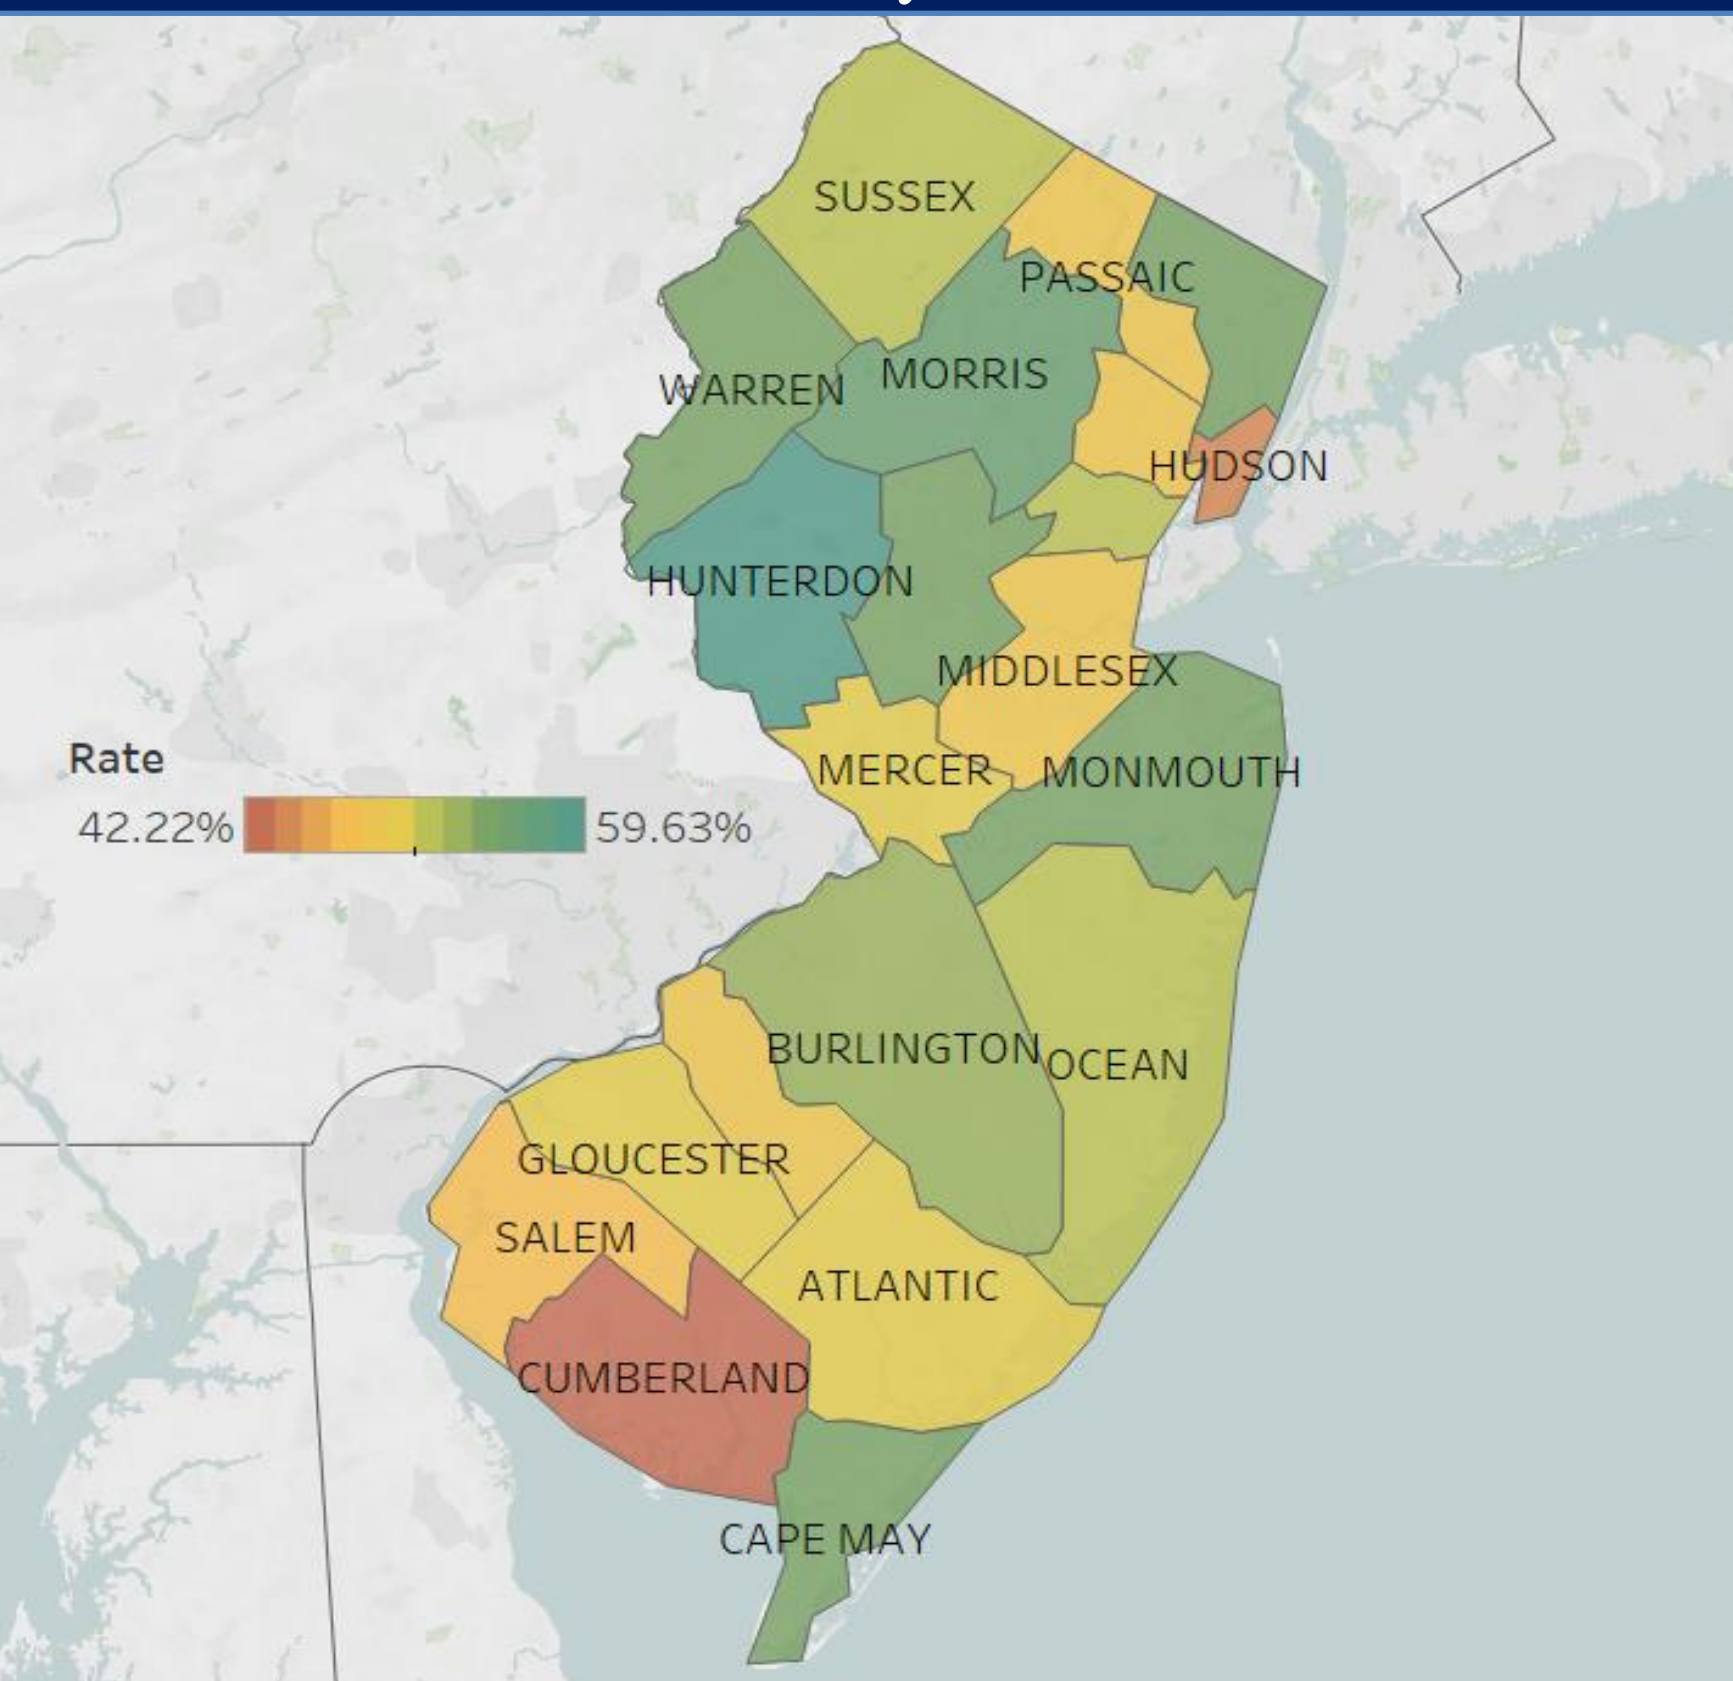 SUSSEX
PASSAIC
MORRIS
WARREN
HUDSON
HUNTERDON
MIDDLESEX
Rate
MERCER
MONMOUTH
42.22%
59.63%
BURLINGTON
OCEAN
GLOUCESTER
SALEM
ATLANTIC
CUMBERLAND
CAPE MAY